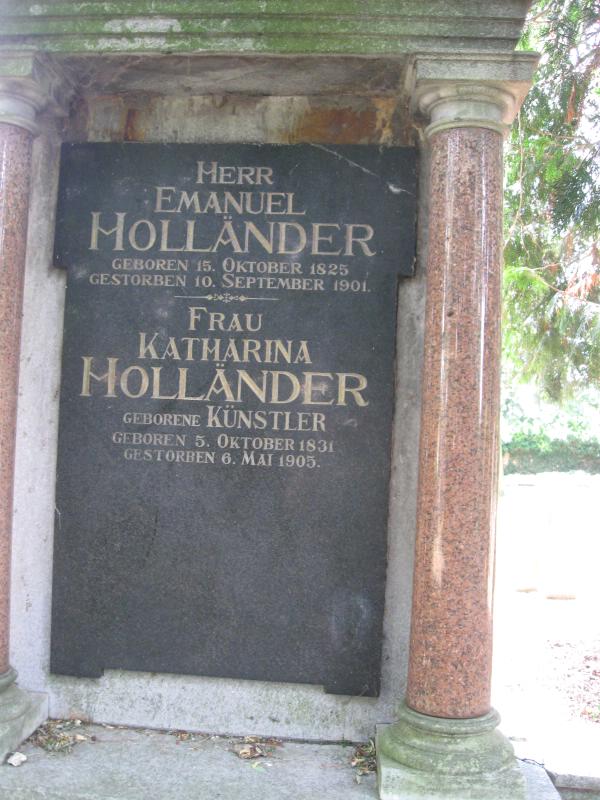 HERR
EMANUEL
HOLLÄNDER
GEBOREN 15. OKTOBER 1825
GESTORBEN 10. SEPTEMBER 1901.
FRAU
KATHARINA
HOLLÄNDER
GEBORENE KÜNSTLER
GEBOREN 5. OKTOBER 1831
GESTORBEN 6. MAI 1905.